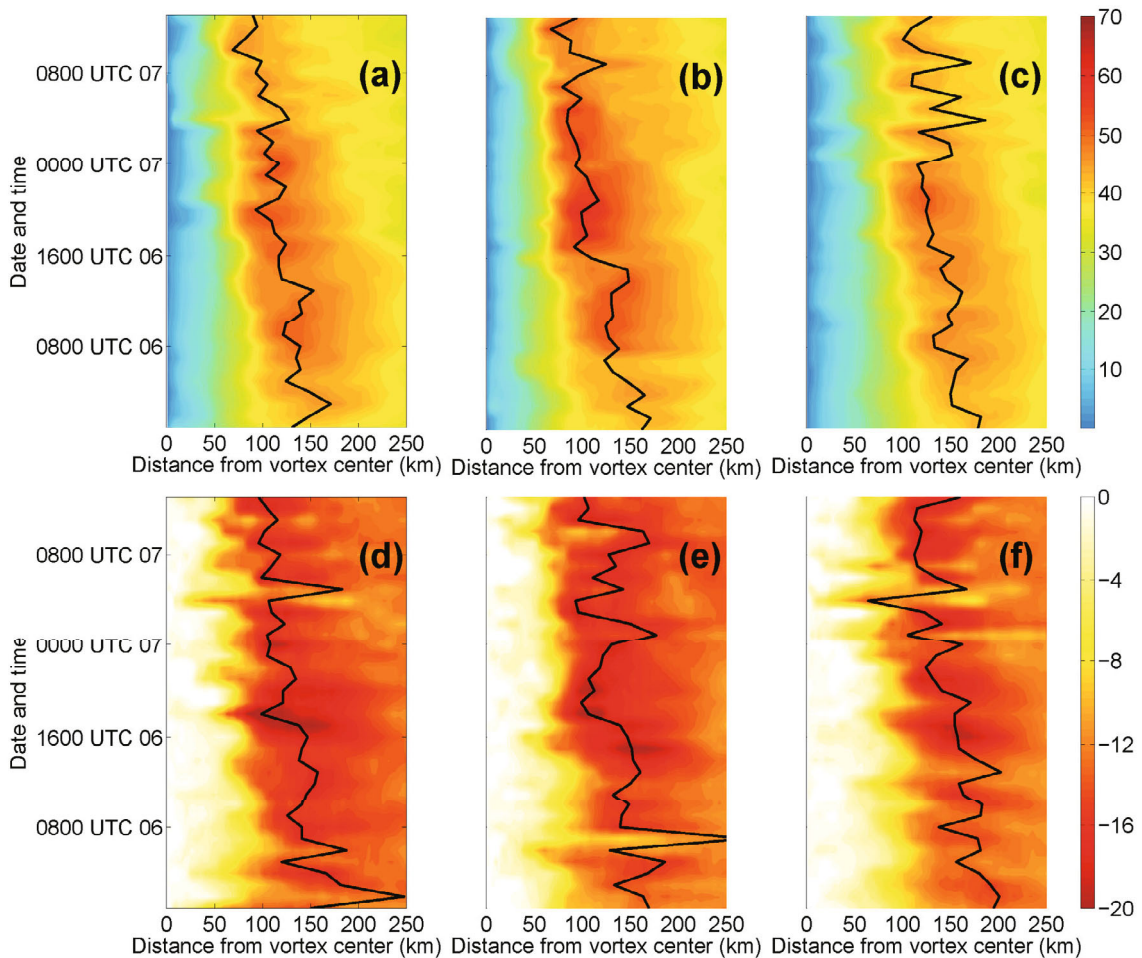 (a)
(b)
(c)
0800 UTC 07
0000 UTC 07
1600 UTC 06
0800 UTC 06
Date and time
0 50 100 150 200 250
0 50 100 150 200 250
0 50 100 150 200 250
Distance from vortex center (km)
Distance from vortex center (km)
Distance from vortex center (km)
70
60
50
40
30
20
10
(d)
(e)
(f)
0800 UTC 07
0000 UTC 07
1600 UTC 06
0800 UTC 06
Date and time
0 50 100 150 200 250
0 50 100 150 200 250
0 50 100 150 200 250
Distance from vortex center (km)
Distance from vortex center (km)
Distance from vortex center (km)
0
−4
−8
−12
−16
−20